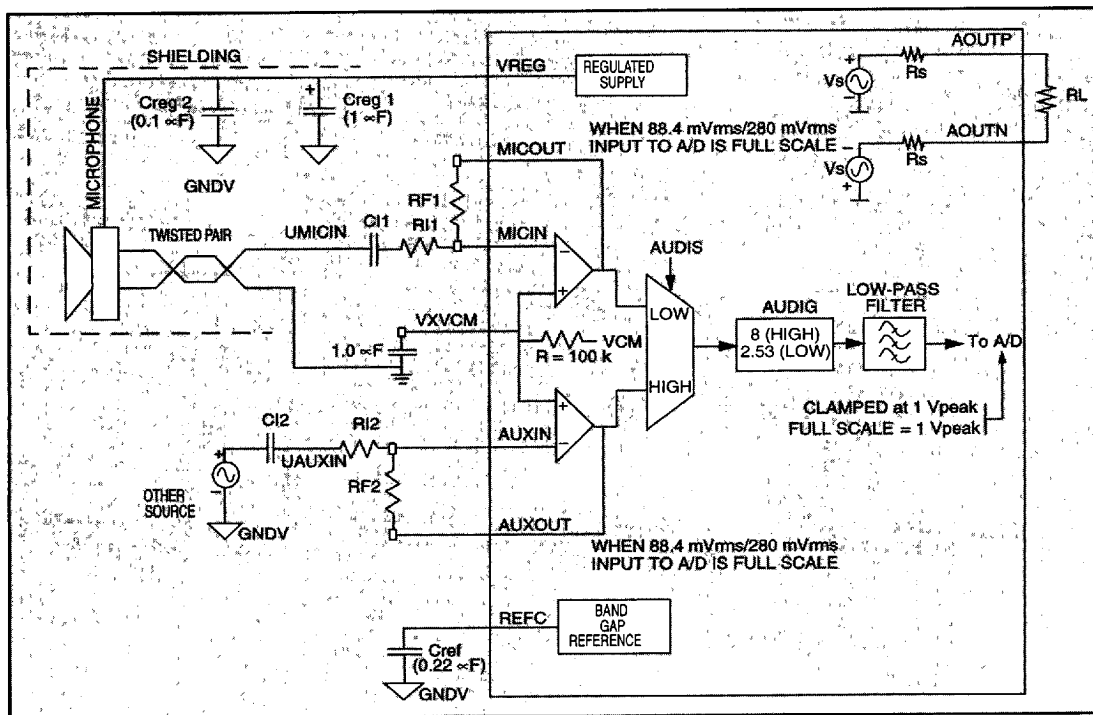 SHIELDING
MICROPHONE
Creg 2
(0.1 ∝F)
Creg 1
(1 ∝F)
+
GNDV
VREG
REGULATED
SUPPLY
AOUTP
+
Vs
−
Rs
RL
AOUTN
−
Vs
+
Rs
WHEN 88.4 mVrms/280 mVrms
INPUT TO A/D IS FULL SCALE
MICOUT
RF1
TWISTED PAIR
UMICIN
CI1
RI1
MICIN
−
+
AUDIS
LOW
HIGH
AUDIG
8 (HIGH)
2.53 (LOW)
LOW-PASS
FILTER
To A/D
VXVCM
1.0 ∝F
VCM
R = 100 k
CLAMPED at 1 Vpeak
FULL SCALE = 1 Vpeak
+
−
CI2
RI2
AUXIN
UAUXIN
+
−
OTHER
SOURCE
RF2
GNDV
AUXOUT
WHEN 88.4 mVrms/280 mVrms
INPUT TO A/D IS FULL SCALE
REFC
BAND
GAP
REFERENCE
Cref
(0.22 ∝F)
GNDV